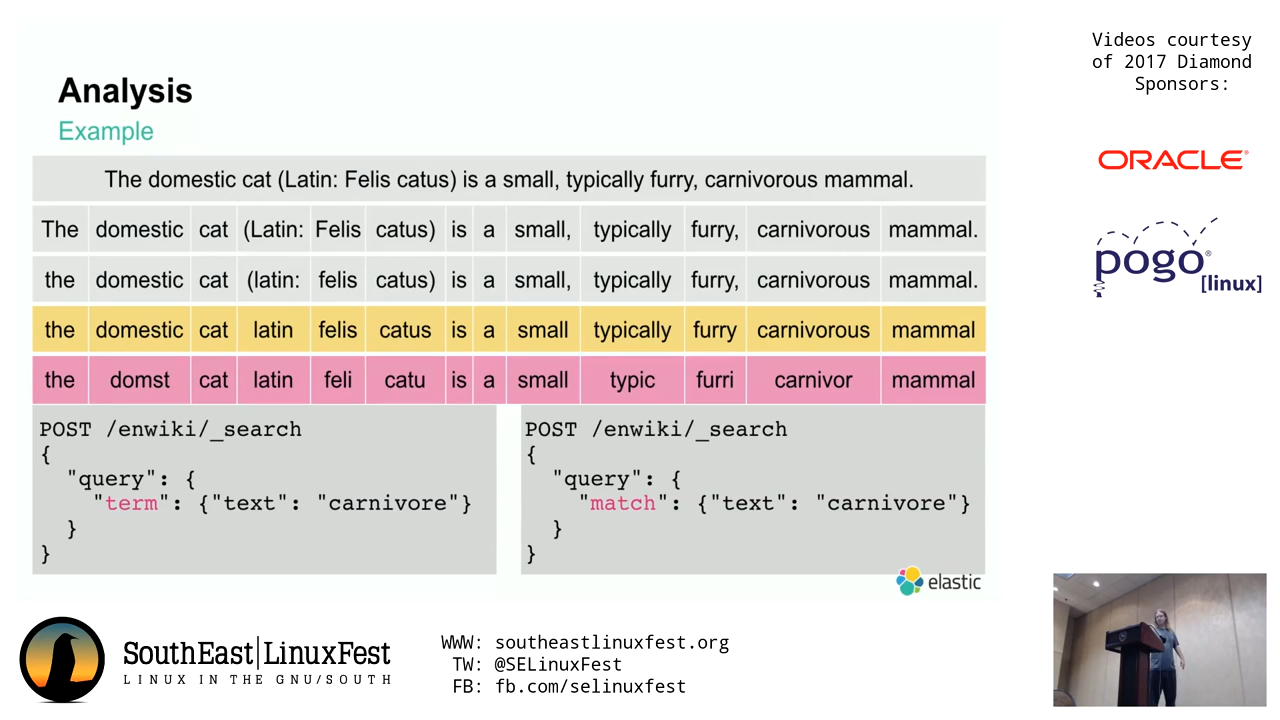 Analysis
Example
The domestic cat (Latin: Felis catus) is a small, typically furry, carnivorous mammal.
The domestic cat (Latin: Felis catus) is a small, typically furry, carnivorous mammal.
the domestic cat (latin: felis catus) is a small, typically furry, carnivorous mammal.
the domestic cat latin felis catus is a small typically furry carnivorous mammal
the domst cat latin feli catu is a small typic furri carnivor mammal
POST /enwiki/_search
{
"query": {
"term": {"text": "carnivore"}
}
}
POST /enwiki/_search
{
"query": {
"match": {"text": "carnivore"}
}
}
elastic
Videos courtesy
of 2017 Diamond
Sponsors:
ORACLE®
pogo®
[linux]
SouthEast|LinuxFest
LINUX IN THE GNU/SOUTH
WWW: southeastlinuxfest.org
TW: @SELinuxFest
FB: fb.com/selinuxfest